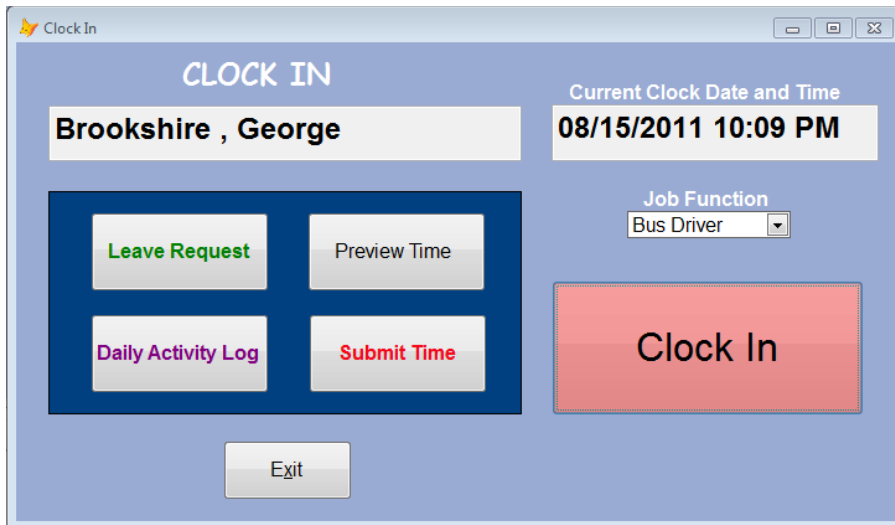 Clock In
CLOCK IN
Current Clock Date and Time
Brookshire , George
08/15/2011 10:09 PM
Job Function
Bus Driver
Leave Request
Preview Time
Daily Activity Log
Submit Time
Clock In
Exit